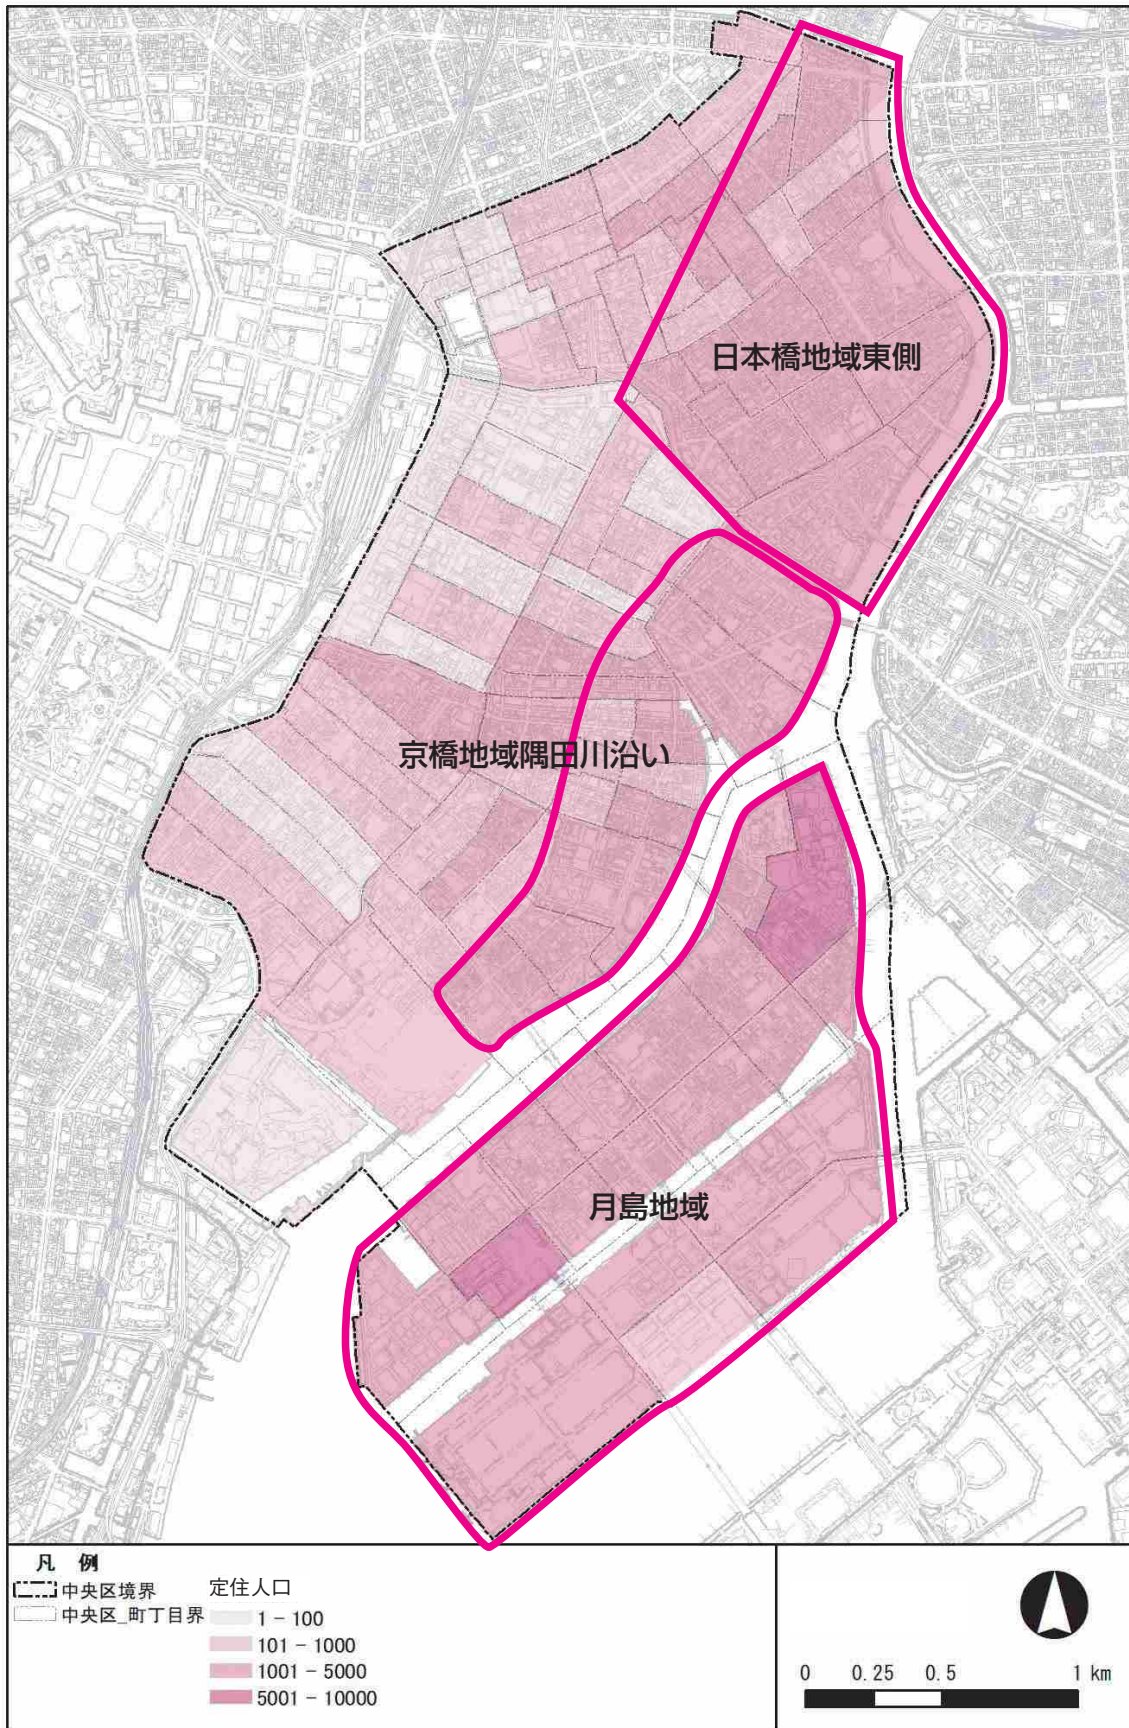 日本橋地域東側
京橋地域隅田川沿い
月島地域
凡 例
中央区境界
中央区_町丁目界
定住人口
1 - 100
101 - 1000
1001 - 5000
5001 - 10000
0 0.25 0.5 1 km